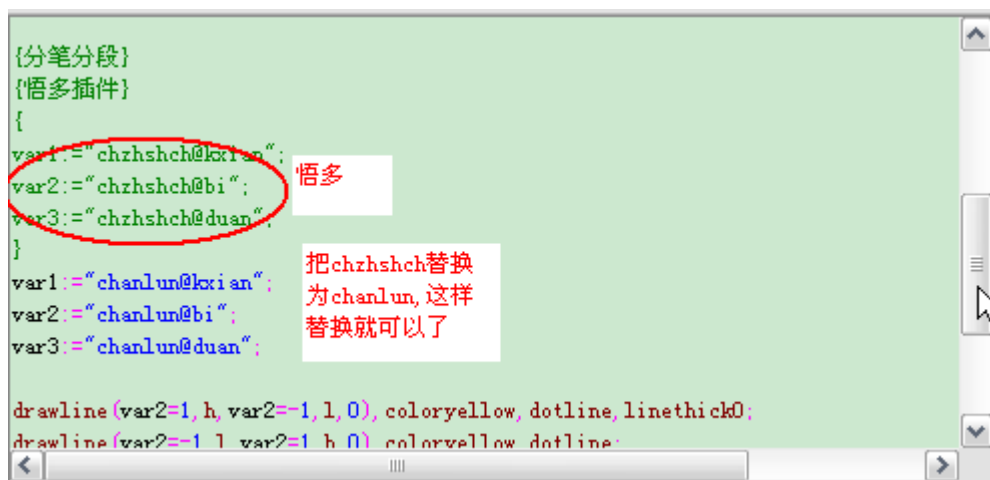 {分笔分段}
{悟多插件}
{
var1:="chzhshch@kxian";
var2:="chzhshch@bi";
var3:="chzhshch@duan";
悟多
}
var1:="chanlun@kxian";
var2:="chanlun@bi";
var3:="chanlun@duan";
把chzhshch替换
为chanlun,这样
替换就可以了
drawline(var2=1,h,var2=-1,l,0),coloryellow,dotline,linethick0;
drawline(var2=-1,l,var2=1,h,0),coloryellow,dotline;